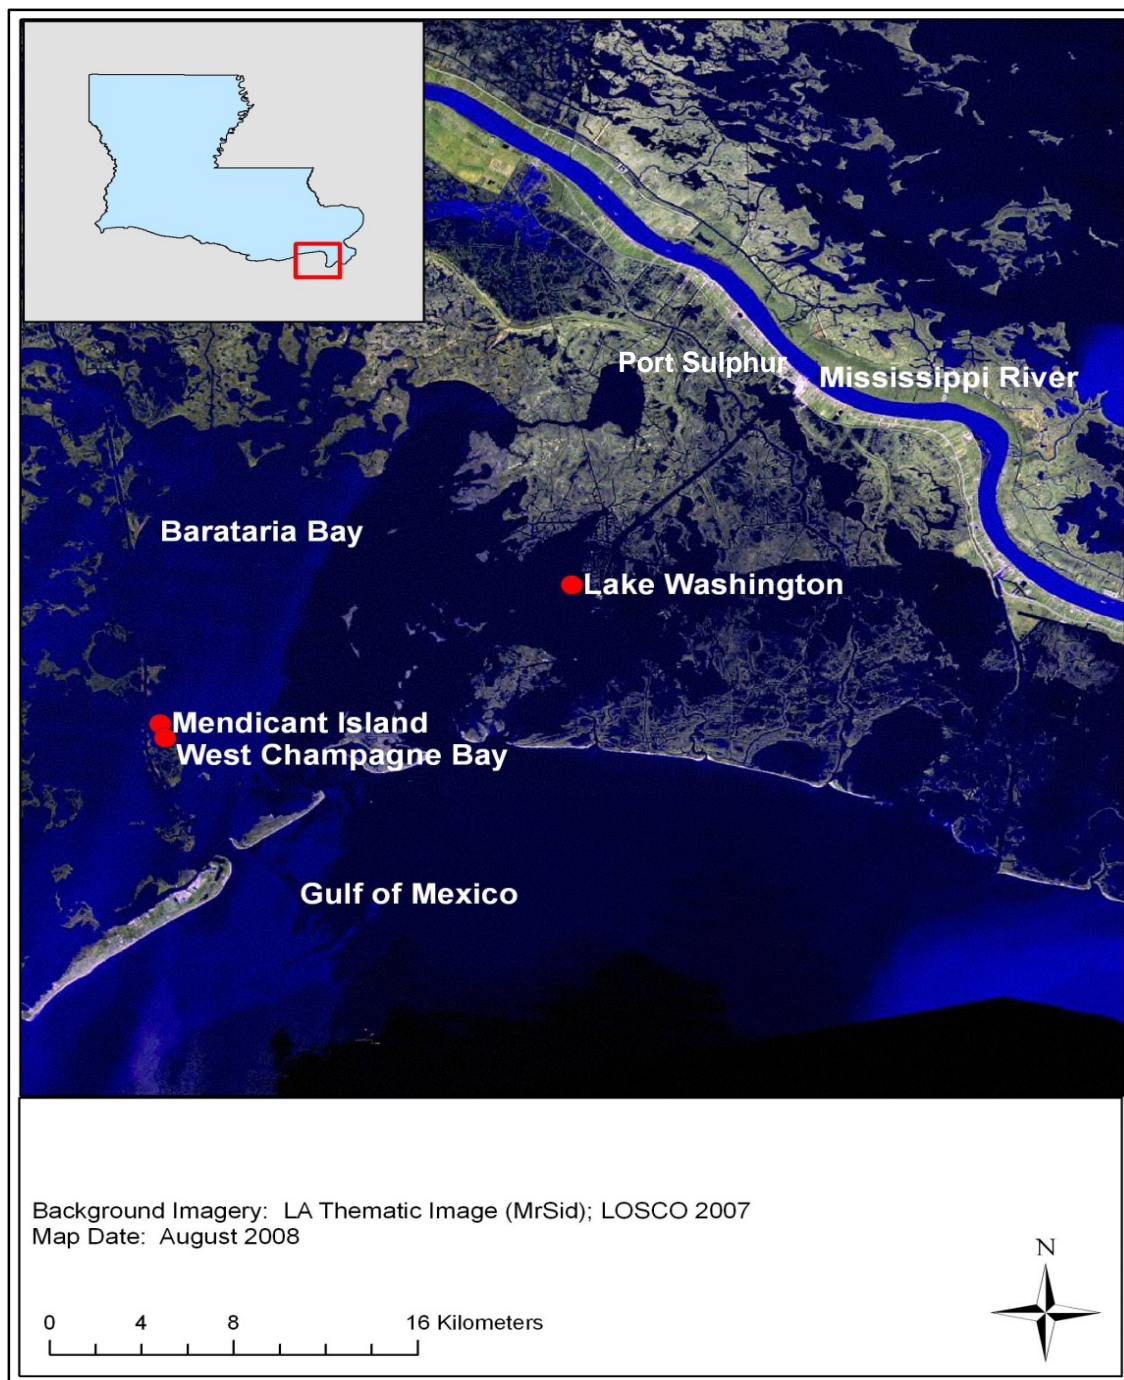 Port Sulphur
Mississippi River
Barataria Bay
Lake Washington
Mendicant Island
West Champagne Bay
Gulf of Mexico
Background Imagery: LA Thematic Image (MrSid); LOSCO 2007
Map Date: August 2008
N
0 4 8 16 Kilometers